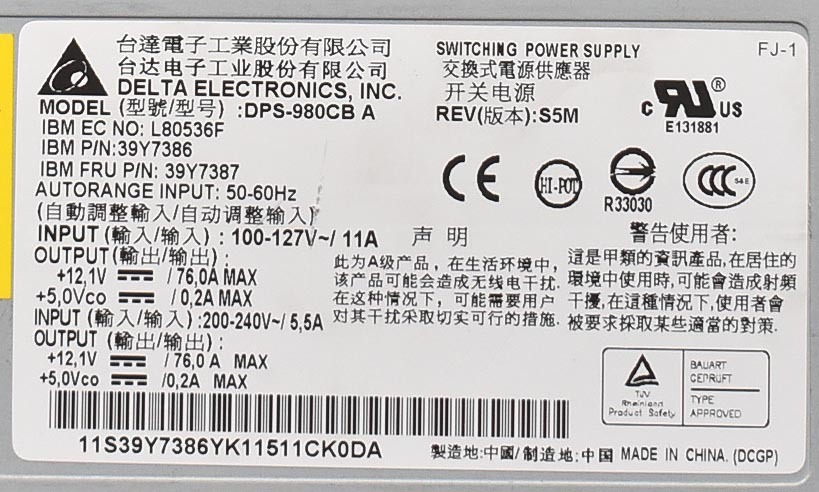 台達電子工業股份有限公司
台达电子工业股份有限公司
DELTA ELECTRONICS, INC.
MODEL (型號/型号) :DPS-980CB A
IBM EC NO: L80536F
IBM P/N: 39Y7386
IBM FRU P/N: 39Y7387
AUTORANGE INPUT: 50-60Hz
(自動調整輸入/自动调整输入)
INPUT (輸入/输入) : 100-127V~/ 11A
OUTPUT(輸出/输出):
+12,1V /76,0A MAX
+5,0Vco / 0,2A MAX
INPUT (輸入/输入) :200-240V~/ 5,5A
OUTPUT (輸出/输出):
+12,1V /76,0 A MAX
+5,0Vco /0,2A MAX
SWITCHING POWER SUPPLY
交換式電源供應器
开关电源
REV(版本):S5M
FJ-1
c RU ® US
E131881
CE
HI-POT
R33030
CCC S&E
声 明
此为A级产品，在生活环境中，
该产品可能会造成无线电干扰.
在这种情况下，可能需要用户
对其干扰采取切实可行的措施.
警告使用者:
這是甲類的資訊產品,在居住的
環境中使用時,可能會造成射頻
干擾,在這種情況下,使用者會
被要求採取某些適當的對策.
TUV
Rheinland
Product Safety
BAUART
GEPRUFT
TYPE
APPROVED
11S39Y7386YK11511CK0DA
製造地:中國/制造地:中国 MADE IN CHINA. (DCGP)